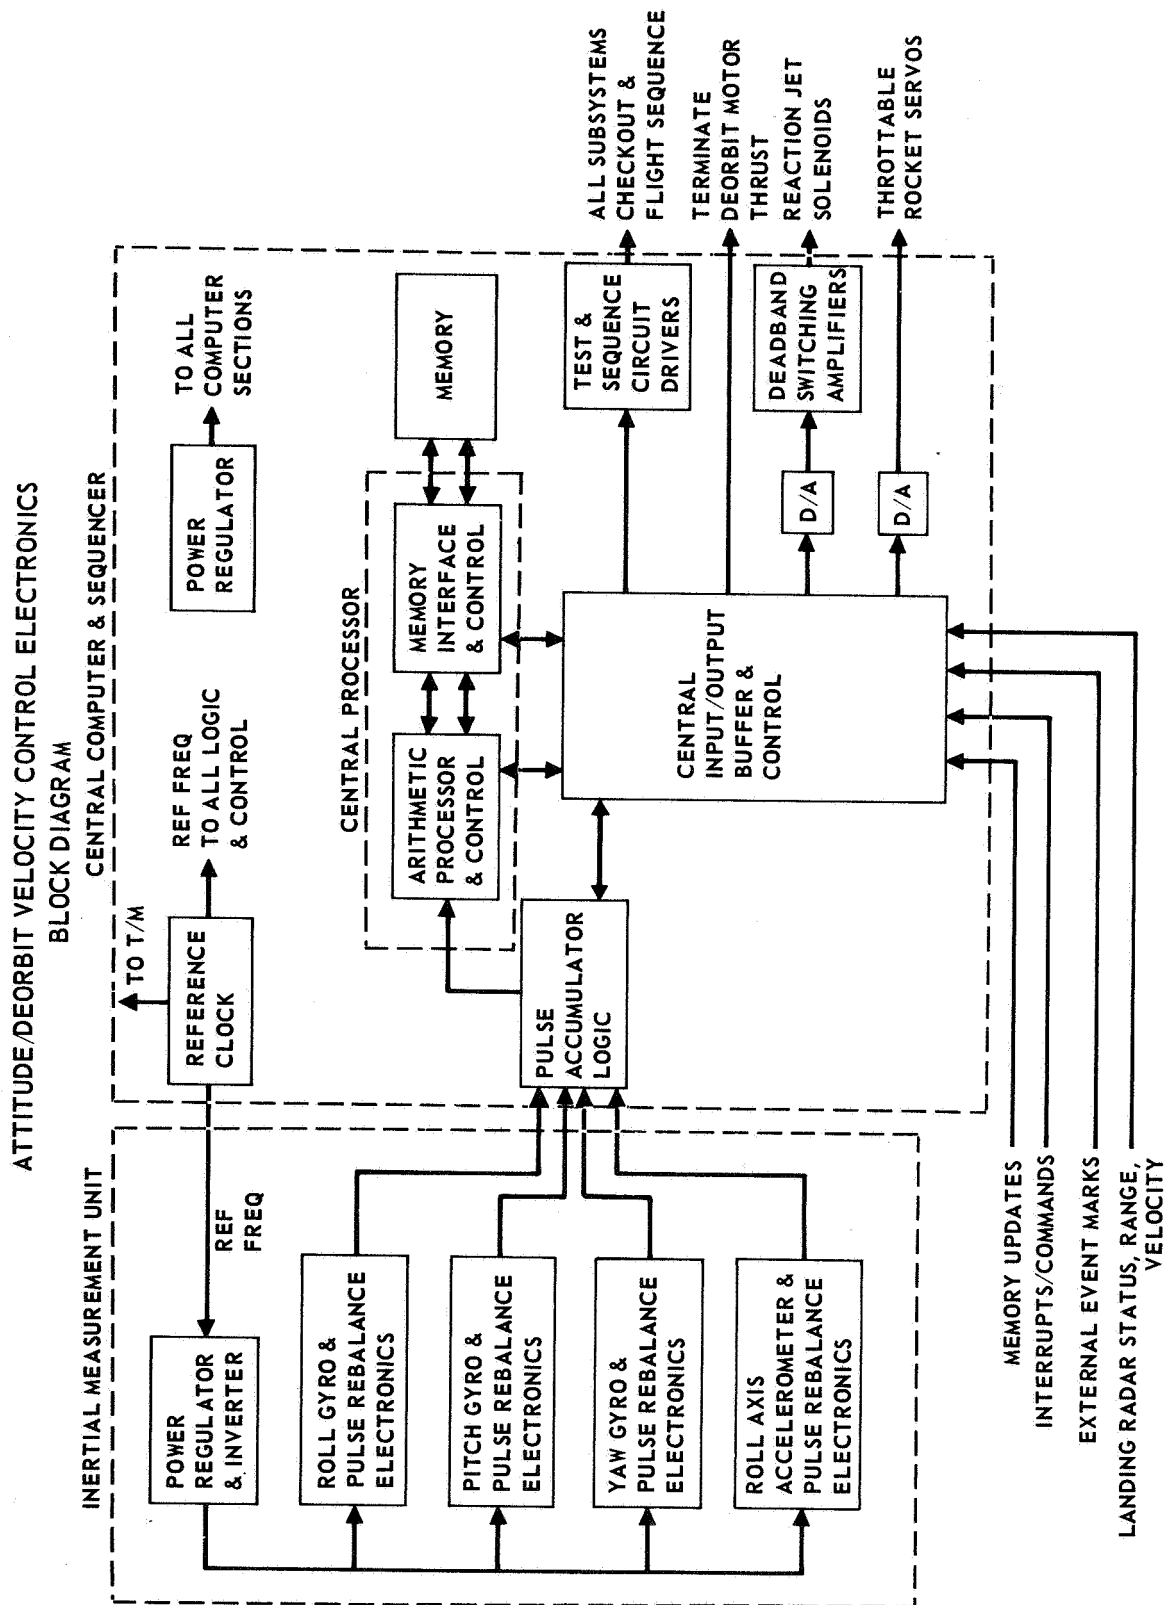 ATTITUDE/DEORBIT VELOCITY CONTROL ELECTRONICS
BLOCK DIAGRAM
INERTIAL MEASUREMENT UNIT
CENTRAL COMPUTER & SEQUENCER
POWER
REGULATOR
& INVERTER
REF
FREQ
TO T/M
REFERENCE
CLOCK
REF FREQ
TO ALL LOGIC
& CONTROL
POWER
REGULATOR
TO ALL
COMPUTER
SECTIONS
ROLL GYRO &
PULSE REBALANCE
ELECTRONICS
PITCH GYRO &
PULSE REBALANCE
ELECTRONICS
YAW GYRO &
PULSE REBALANCE
ELECTRONICS
ROLL AXIS
ACCELEROMETER &
PULSE REBALANCE
ELECTRONICS
CENTRAL PROCESSOR
ARITHMETIC
PROCESSOR
& CONTROL
MEMORY
INTERFACE
& CONTROL
MEMORY
PULSE
ACCUMULATOR
LOGIC
CENTRAL
INPUT/OUTPUT
BUFFER &
CONTROL
TEST &
SEQUENCE
CIRCUIT
DRIVERS
D/A
DEADBAND
SWITCHING
AMPLIFIERS
D/A
ALL SUBSYSTEMS
CHECKOUT &
FLIGHT SEQUENCE
TERMINATE
DEORBIT MOTOR
THRUST
REACTION JET
SOLENOIDS
THROTTABLE
ROCKET SERVOS
MEMORY UPDATES
INTERRUPTS/COMMANDS
EXTERNAL EVENT MARKS
LANDING RADAR STATUS, RANGE,
VELOCITY